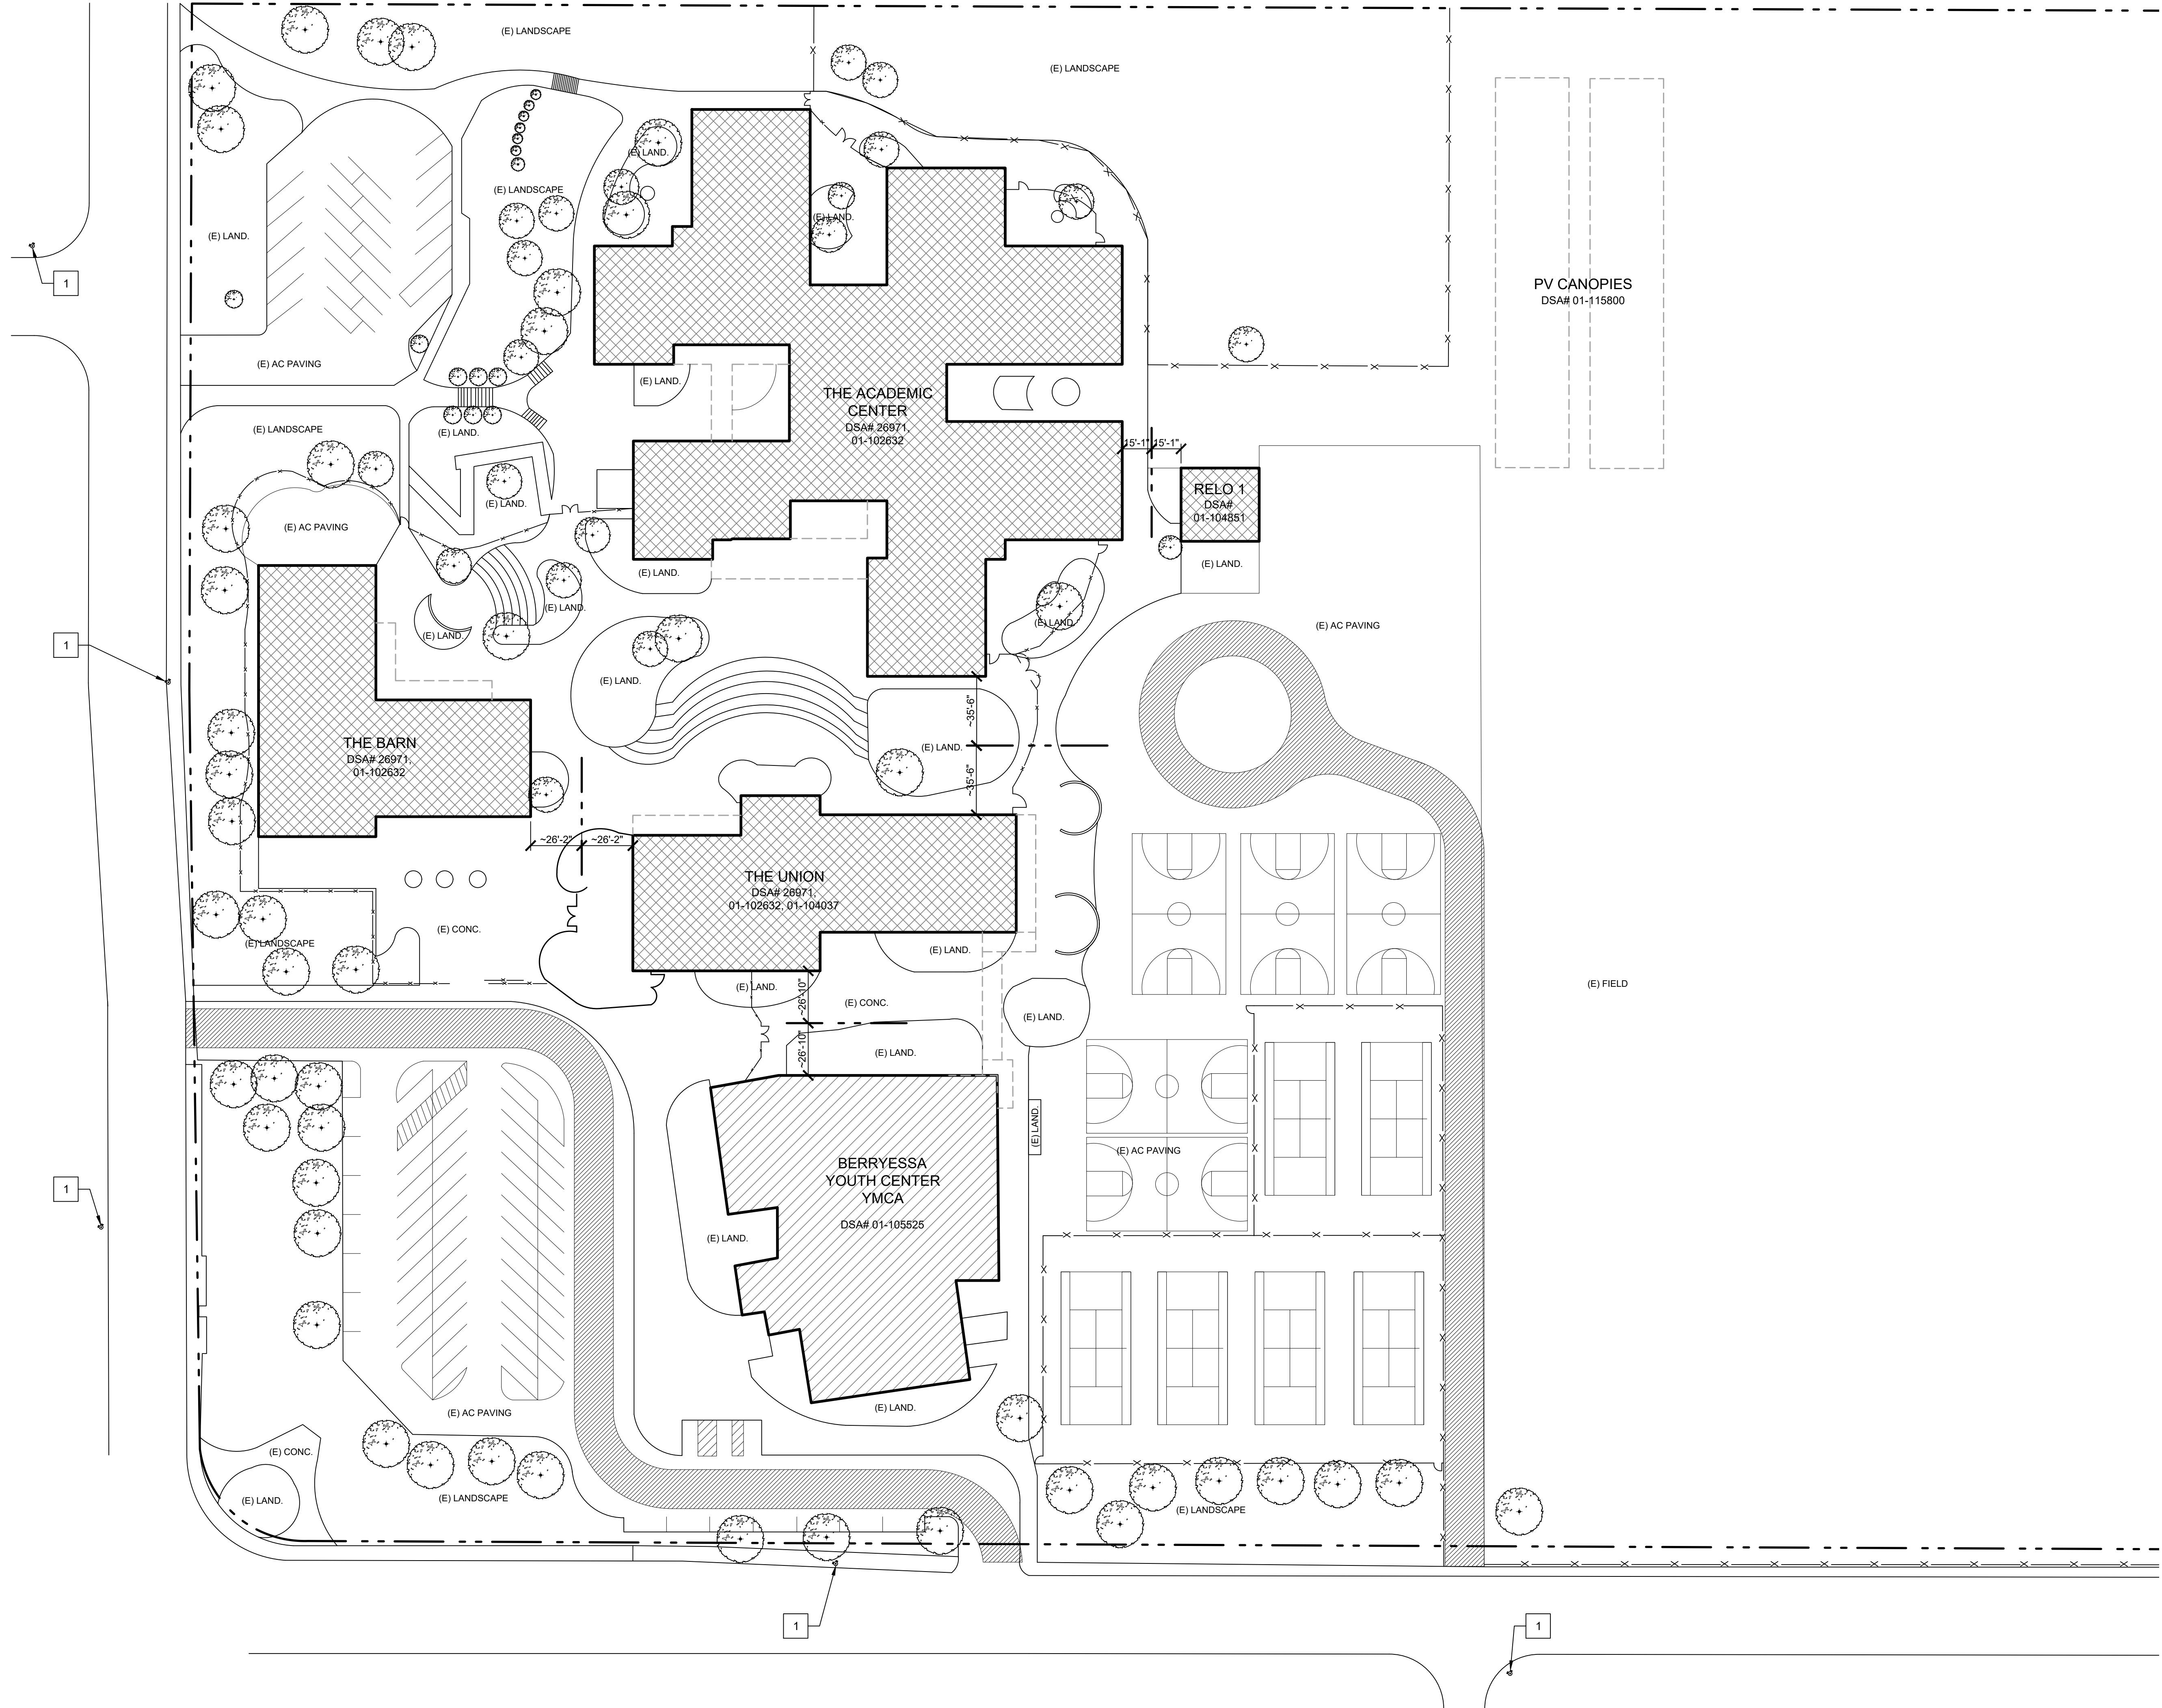 (E) LANDSCAPE
(E) LANDSCAPE
(E) LAND.
(E) LANDSCAPE
(E) LAND.
(E) LAND.
1
PV CANOPIES
DSA# 01-115800
(E) AC PAVING
(E) LAND.
THE ACADEMIC
CENTER
DSA# 26971,
01-102632
(E) LANDSCAPE
(E) LAND.
15'-1"
15'-1"
RELO 1
DSA#
01-104851
(E) LAND.
(E) AC PAVING
(E) LAND.
(E) LAND.
(E) LAND.
(E) LAND.
(E) LAND.
(E) AC PAVING
1
(E) LAND.
~35'-6"
(E) LAND.
~35'-6"
THE BARN
DSA# 26971,
01-102632
~26'-2"
~26'-2"
THE UNION
DSA# 26971,
01-102632, 01-104037
(E) CONC.
(E) LANDSCAPE
(E) LAND.
(E) LAND.
~26'-10"
(E) CONC.
(E) FIELD
(E) LAND.
~26'-10"
(E) LAND.
(E) LAND.
(E) AC PAVING
BERRYESSA
YOUTH CENTER
YMCA
DSA# 01-105525
1
(E) LAND.
(E) LAND.
(E) AC PAVING
(E) CONC.
(E) LAND.
(E) LANDSCAPE
(E) LANDSCAPE
1
1